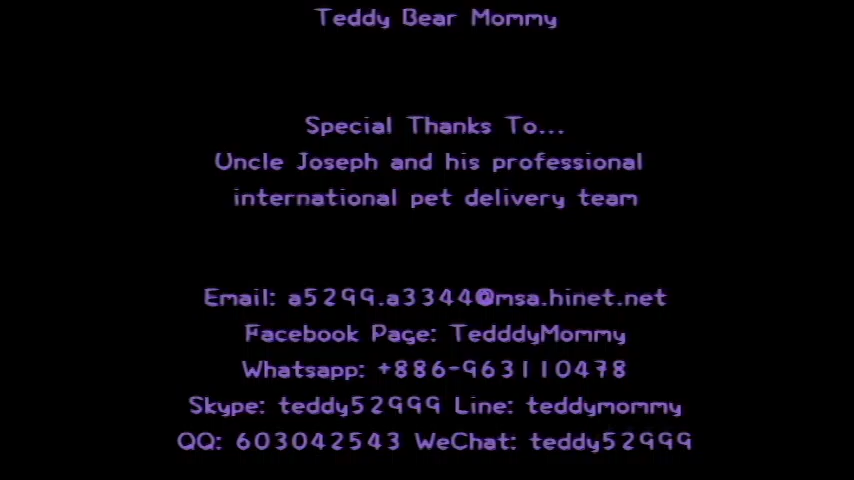 Teddy Bear Mommy
Special Thanks To...
Uncle Joseph and his professional
international pet delivery team
Email: a5299.a3344@msa.hinet.net
Facebook Page: TedddyMommy
Whatsapp: +886-963110478
Skype: teddy52999 Line: teddymommy
QQ: 603042543 WeChat: teddy52999